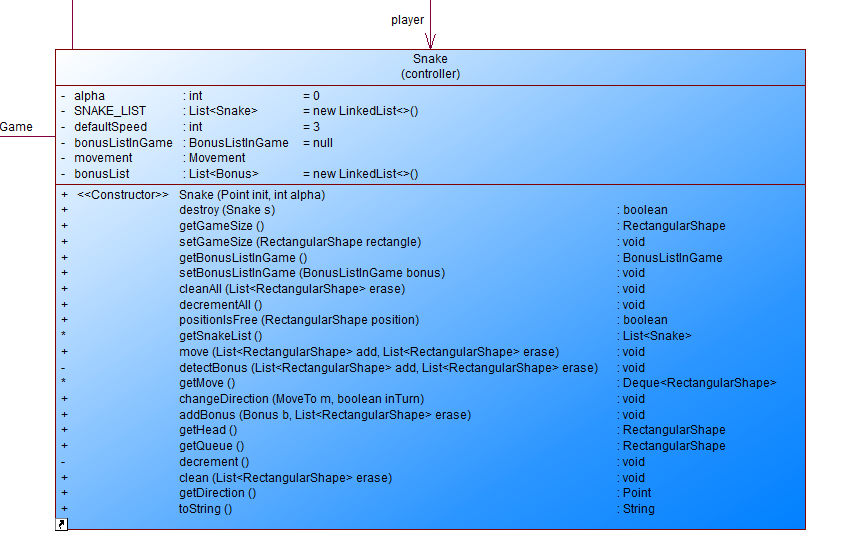 player
Snake
(controller)
Game
- alpha : int = 0
- SNAKE_LIST : List<Snake> = new LinkedList<>()
- defaultSpeed : int = 3
- bonusListInGame : BonusListInGame = null
- movement : Movement
- bonusList : List<Bonus> = new LinkedList<>()
+ <<Constructor>> Snake (Point init, int alpha)
+ destroy (Snake s) : boolean
+ getGameSize () : RectangularShape
+ setGameSize (RectangularShape rectangle) : void
+ getBonusListInGame () : BonusListInGame
+ setBonusListInGame (BonusListInGame bonus) : void
+ cleanAll (List<RectangularShape> erase) : void
+ decrementAll () : void
+ positionIsFree (RectangularShape position) : boolean
* getSnakeList () : List<Snake>
+ move (List<RectangularShape> add, List<RectangularShape> erase) : void
- detectBonus (List<RectangularShape> add, List<RectangularShape> erase) : void
* getMove () : Deque<RectangularShape>
+ changeDirection (MoveTo m, boolean inTurn) : void
+ addBonus (Bonus b, List<RectangularShape> erase) : void
+ getHead () : RectangularShape
+ getQueue () : RectangularShape
- decrement () : void
+ clean (List<RectangularShape> erase) : void
+ getDirection () : Point
+ toString () : String